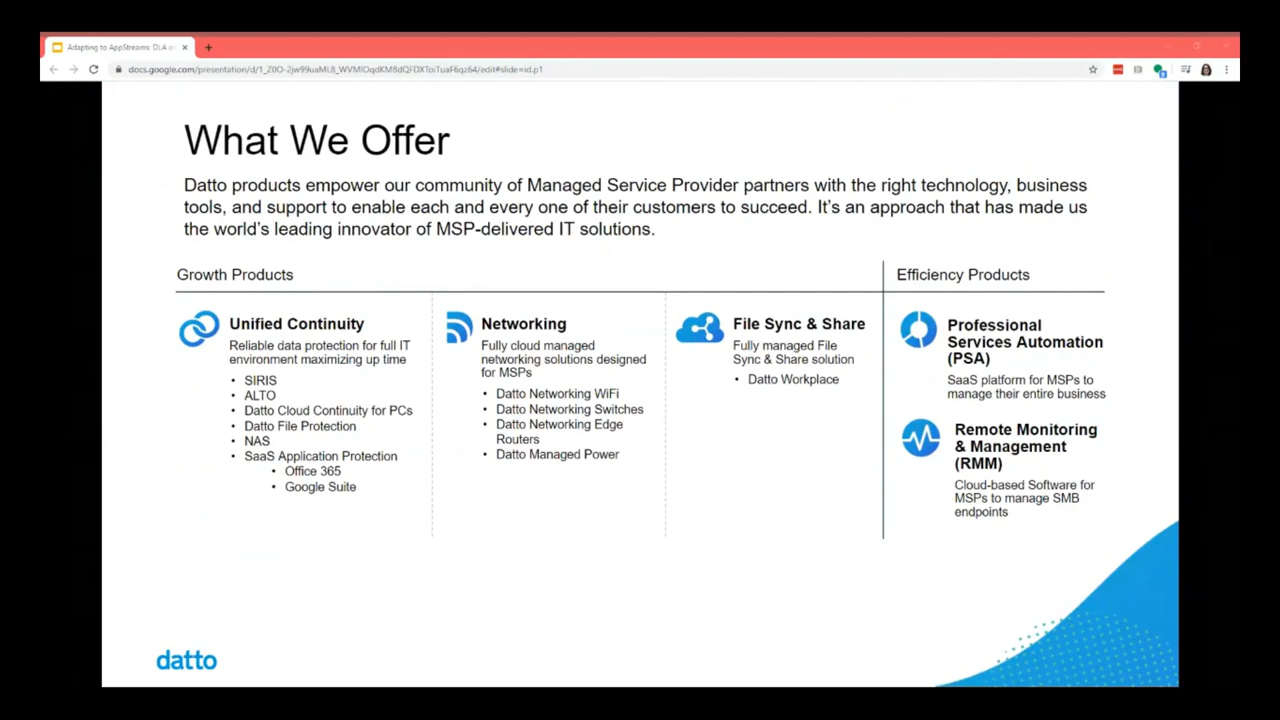 Adapting to AppStreams: DLA
What We Offer
Datto products empower our community of Managed Service Provider partners with the right technology, business
tools, and support to enable each and every one of their customers to succeed. It's an approach that has made us
the world's leading innovator of MSP-delivered IT solutions.
Growth Products
Unified Continuity
Reliable data protection for full IT
environment maximizing up time
• SIRIS
• ALTO
• Datto Cloud Continuity for PCs
• Datto File Protection
• NAS
• SaaS Application Protection
• Office 365
• Google Suite
Networking
Fully cloud managed
networking solutions designed
for MSPs
• Datto Networking WiFi
• Datto Networking Switches
• Datto Networking Edge
Routers
• Datto Managed Power
File Sync & Share
Fully managed File
Sync & Share solution
• Datto Workplace
Efficiency Products
Professional
Services Automation
(PSA)
SaaS platform for MSPs to
manage their entire business
Remote Monitoring
& Management
(RMM)
Cloud-based Software for
MSPs to manage SMB
endpoints
datto